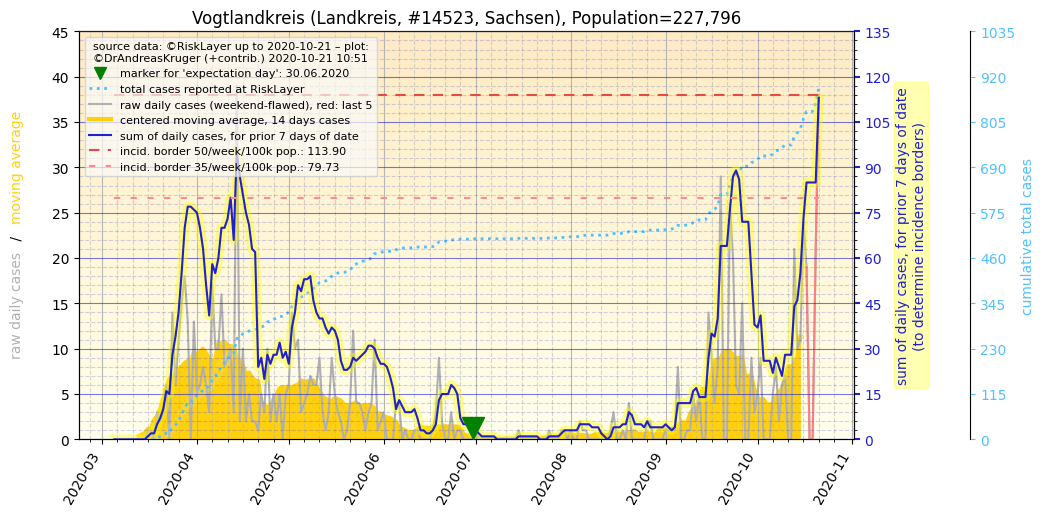 Vogtlandkreis (Landkreis, #14523, Sachsen), Population=227,796
source data: ©RiskLayer up to 2020-10-21 – plot:
©DrAndreasKruger (+contrib.) 2020-10-21 10:51
marker for 'expectation day': 30.06.2020
total cases reported at RiskLayer
raw daily cases (weekend-flawed), red: last 5
centered moving average, 14 days cases
sum of daily cases, for prior 7 days of date
incid. border 50/week/100k pop.: 113.90
incid. border 35/week/100k pop.: 79.73
raw daily cases / moving average
45
40
35
30
25
20
15
10
5
0
135
120
105
90
75
60
45
30
15
0
sum of daily cases, for prior 7 days of date
(to determine incidence borders)
1035
920
805
690
575
460
345
230
115
0
cumulative total cases
2020-03
2020-04
2020-05
2020-06
2020-07
2020-08
2020-09
2020-10
2020-11